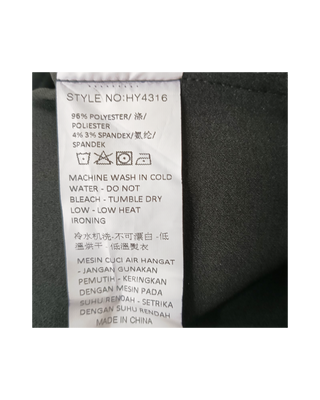 STYLE NO:HY4316
96% POLYESTER/ 涤/
POLIESTER
4% 3% SPANDEX/氨纶/
SPANDEK
MACHINE WASH IN COLD
WATER - DO NOT
BLEACH - TUMBLE DRY
LOW - LOW HEAT
IRONING
冷水机洗-不可漂白-低
温烘干-低温熨衣
MESIN CUCI AIR HANGAT
- JANGAN GUNAKAN
PEMUTIH - KERINGKAN
DENGAN MESIN PADA
SUHU RENDAH - SETRIKA
DENGAN SUHU RENDAH
MADE IN CHINA